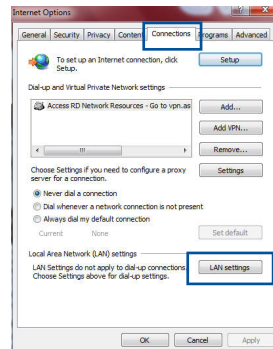 Internet Options
General Security Privacy Content Connections Programs Advanced
To set up an Internet connection, click
Setup.
Setup
Dial-up and Virtual Private Network settings
Access RD Network Resources - Go to vpn.as
Add...
Add VPN...
Remove...
Choose Settings if you need to configure a proxy
server for a connection.
Settings
Never dial a connection
Dial whenever a network connection is not present
Always dial my default connection
Current None
Set default
Local Area Network (LAN) settings
LAN Settings do not apply to dial-up connections.
Choose Settings above for dial-up settings.
LAN settings
OK Cancel Apply